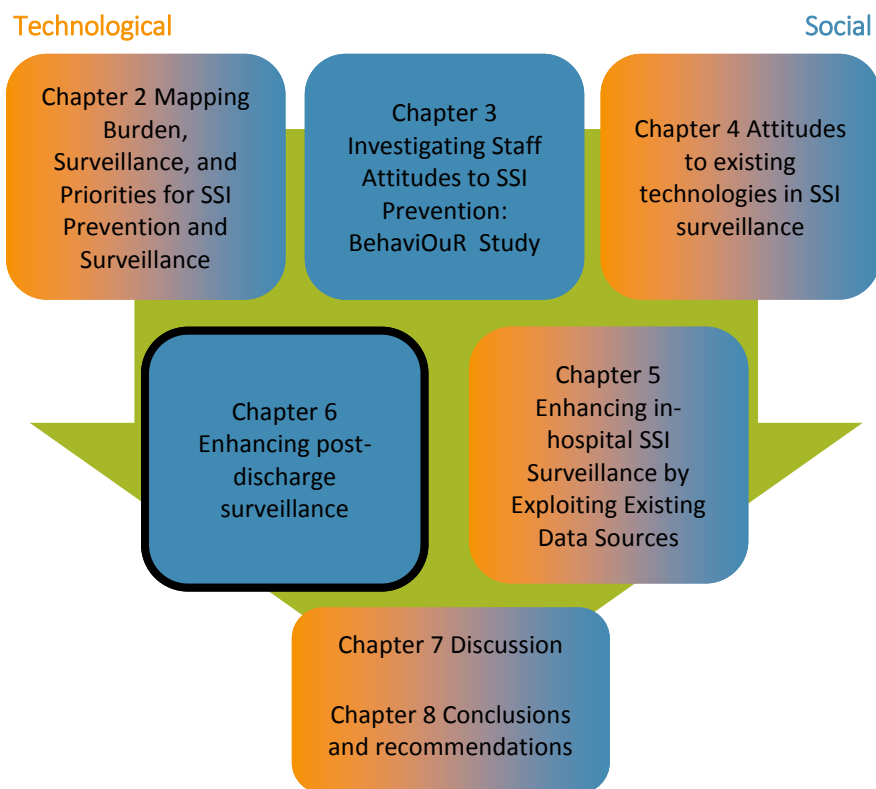 Technological
Social
Chapter 2 Mapping
Burden,
Surveillance, and
Priorities for SSI
Prevention and
Surveillance
Chapter 3
Investigating Staff
Attitudes to SSI
Prevention:
BehaviOuR Study
Chapter 4 Attitudes
to existing
technologies in SSI
surveillance
Chapter 6
Enhancing post-
discharge
surveillance
Chapter 5
Enhancing in-
hospital SSI
Surveillance by
Exploiting Existing
Data Sources
Chapter 7 Discussion
Chapter 8 Conclusions
and recommendations